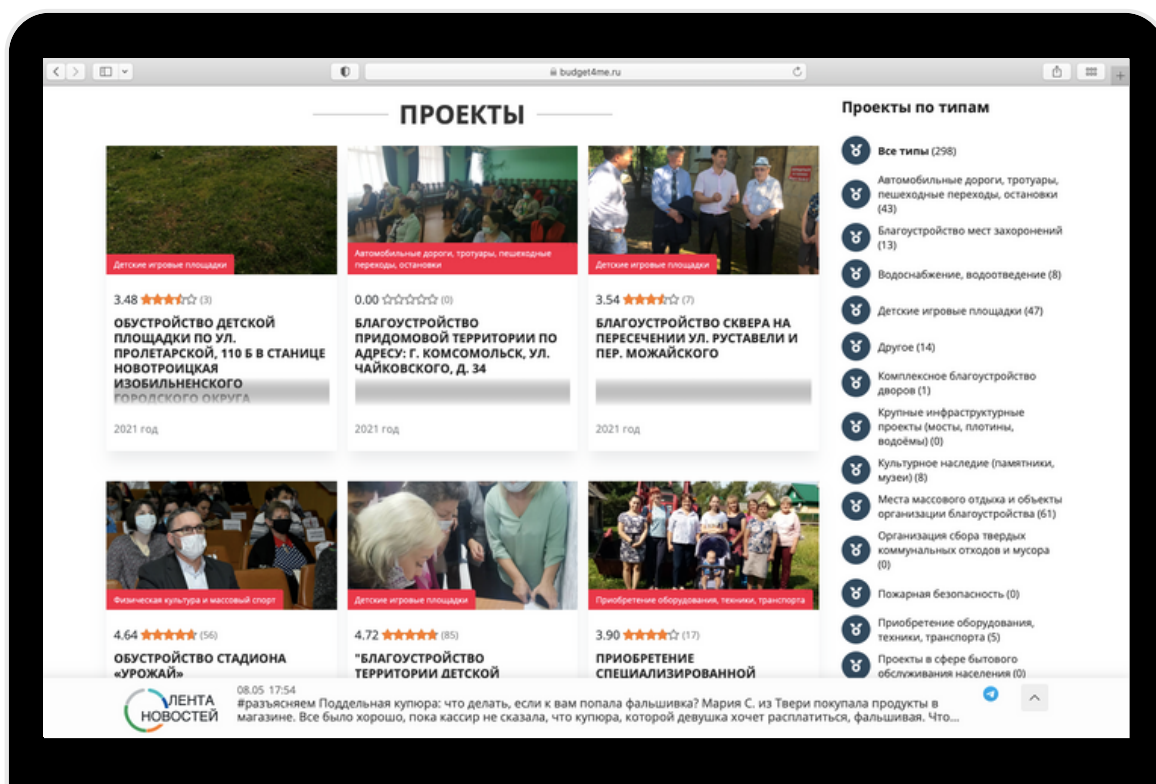 budget4me.ru
ПРОЕКТЫ
Детские игровые площадки
3.48 (3)
ОБУСТРОЙСТВО ДЕТСКОЙ
ПЛОЩАДКИ ПО УЛ.
ПРОЛЕТАРСКОЙ, 110 Б В СТАНИЦЕ
НОВОТРОИЦКАЯ
ИЗОБИЛЬНЕНСКОГО
ГОРОДСКОГО ОКРУГА
2021 год
Автомобильные дороги, тротуары, пешеходные
переходы, остановки
0.00 (0)
БЛАГОУСТРОЙСТВО
ПРИДОМОВОЙ ТЕРРИТОРИИ ПО
АДРЕСУ: Г. КОМСОМОЛЬСК, УЛ.
ЧАЙКОВСКОГО, Д. 34
2021 год
Детские игровые площадки
3.54 (7)
БЛАГОУСТРОЙСТВО СКВЕРА НА
ПЕРЕСЕЧЕНИИ УЛ. РУСТАВЕЛИ И
ПЕР. МОЖАЙСКОГО
2021 год
Физическая культура и массовый спорт
4.64 (56)
ОБУСТРОЙСТВО СТАДИОНА
«УРОЖАЙ»
Детские игровые площадки
4.72 (85)
"БЛАГОУСТРОЙСТВО
ТЕРРИТОРИИ ДЕТСКОЙ
Приобретение оборудования, техники, транспорта
3.90 (17)
ПРИОБРЕТЕНИЕ
СПЕЦИАЛИЗИРОВАННОЙ
Проекты по типам
Все типы (298)
Автомобильные дороги, тротуары,
пешеходные переходы, остановки
(43)
Благоустройство мест захоронений
(13)
Водоснабжение, водоотведение (8)
Детские игровые площадки (47)
Другое (14)
Комплексное благоустройство
дворов (1)
Крупные инфраструктурные
проекты (мосты, плотины,
водоёмы) (0)
Культурное наследие (памятники,
музеи) (8)
Места массового отдыха и объекты
организации благоустройства (61)
Организация сбора твердых
коммунальных отходов и мусора
(0)
Пожарная безопасность (0)
Приобретение оборудования,
техники, транспорта (5)
Проекты в сфере бытового
обслуживания населения (0)
ЛЕНТА
НОВОСТЕЙ
08.05 17:54
#разъясняем Поддельная купюра: что делать, если к вам попала фальшивка? Мария С. из Твери покупала продукты в
магазине. Все было хорошо, пока кассир не сказала, что купюра, которой девушка хочет расплатиться, фальшивая. Что...